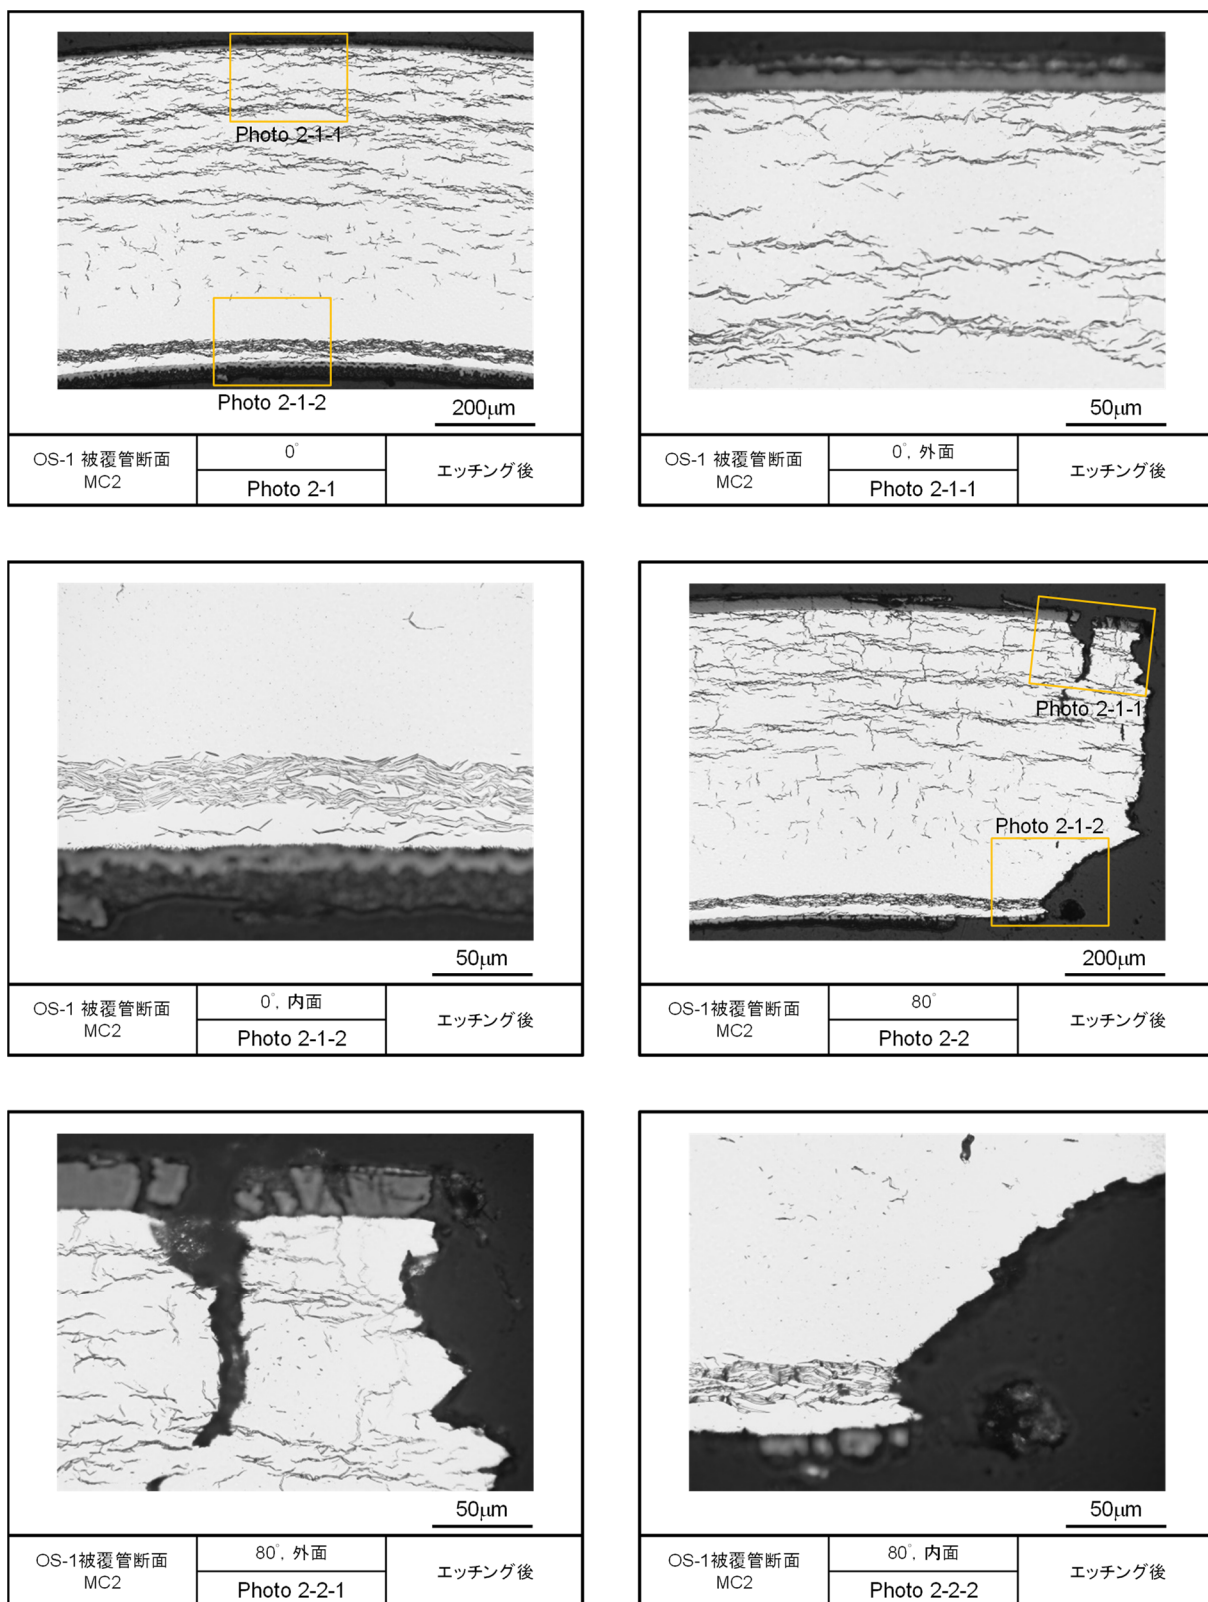 Photo 2-1-1
Photo 2-1-2
200μm
OS-1 被覆管断面
MC2
0°
Photo 2-1
エッチング後
50μm
OS-1 被覆管断面
MC2
0°, 外面
Photo 2-1-1
エッチング後
50μm
OS-1 被覆管断面
MC2
0°, 内面
Photo 2-1-2
エッチング後
Photo 2-1-1
Photo 2-1-2
200μm
OS-1被覆管断面
MC2
80°
Photo 2-2
エッチング後
50μm
OS-1被覆管断面
MC2
80°, 外面
Photo 2-2-1
エッチング後
50μm
OS-1被覆管断面
MC2
80°, 内面
Photo 2-2-2
エッチング後